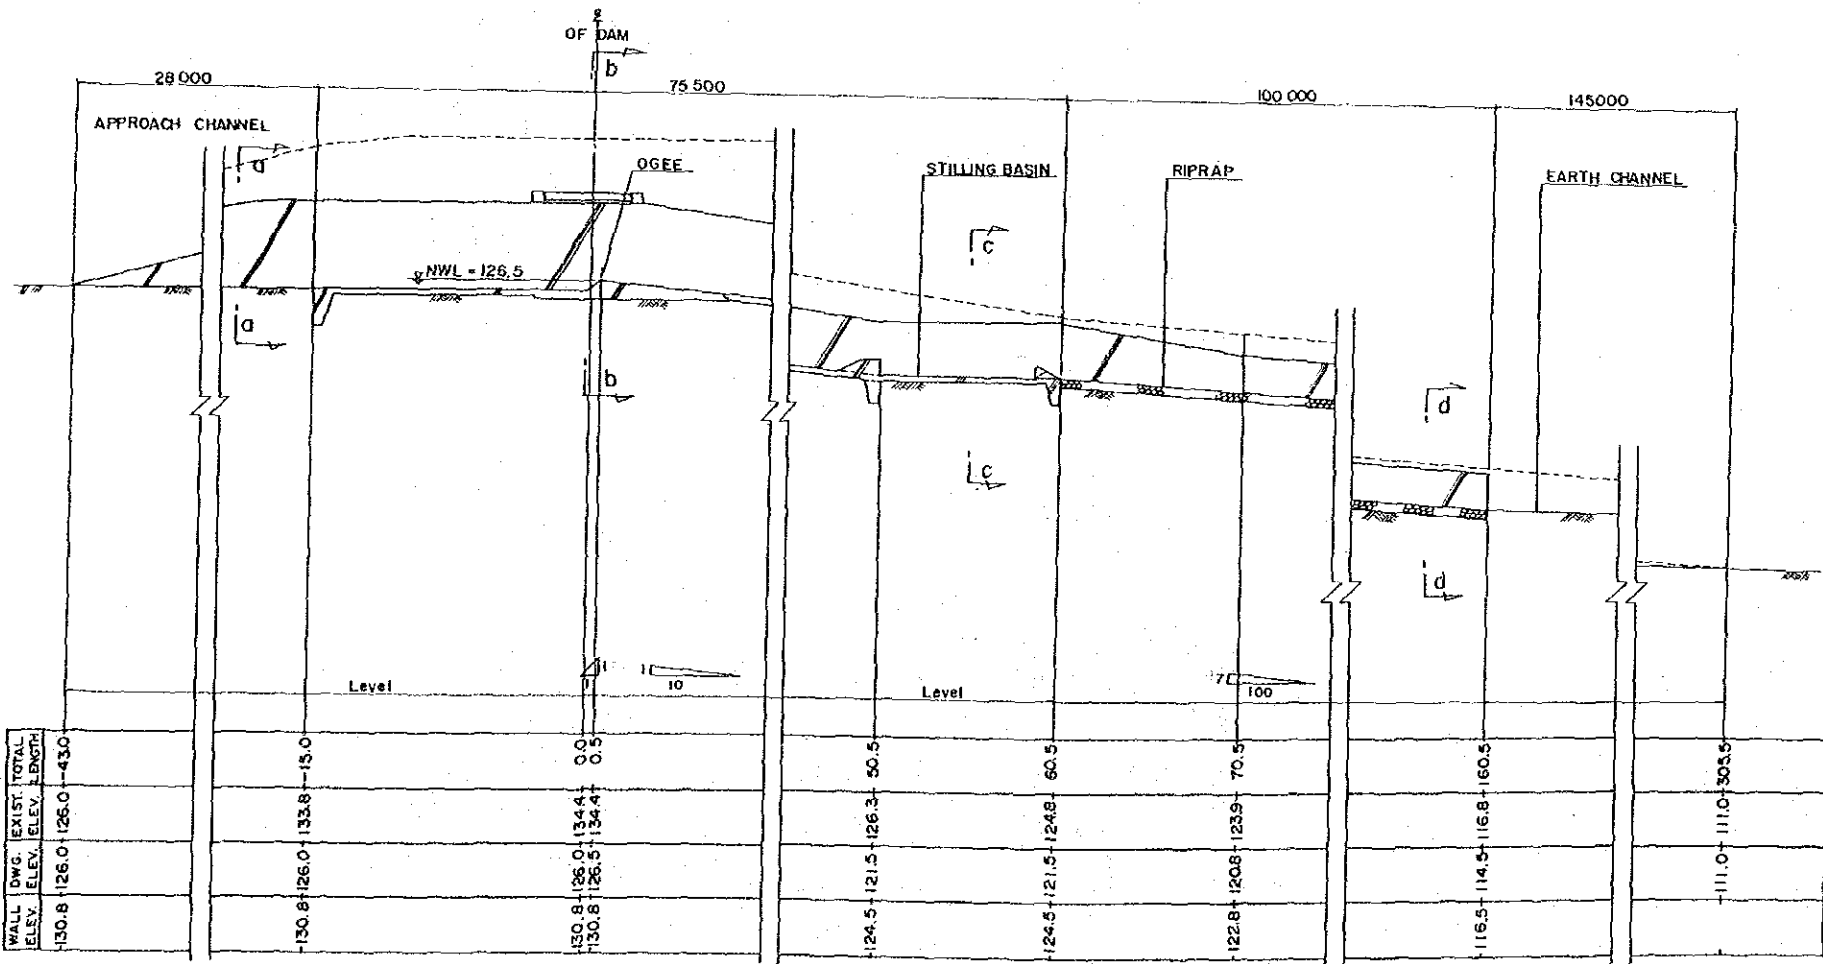 ℄
OF DAM
b
28 000
75 500
100 000
145000
APPROACH CHANNEL
a
OGEE
STILLING BASIN
RIPRAP
EARTH CHANNEL
c
NWL = 126.5
a
b
d
c
d
1
1
1
10
7
100
Level
Level
TOTAL LENGTH
-43.0
-15.0
0.0
0.5
50.5
60.5
70.5
160.5
305.5
EXIST. ELEV.
126.0
133.8
134.4
134.4
126.3
124.8
123.9
116.8
111.0
DWG. ELEV.
126.0
126.0
126.0
126.5
121.5
121.5
120.8
114.5
111.0
WALL ELEV.
130.8
130.8
130.8
130.8
124.5
124.5
122.8
116.5